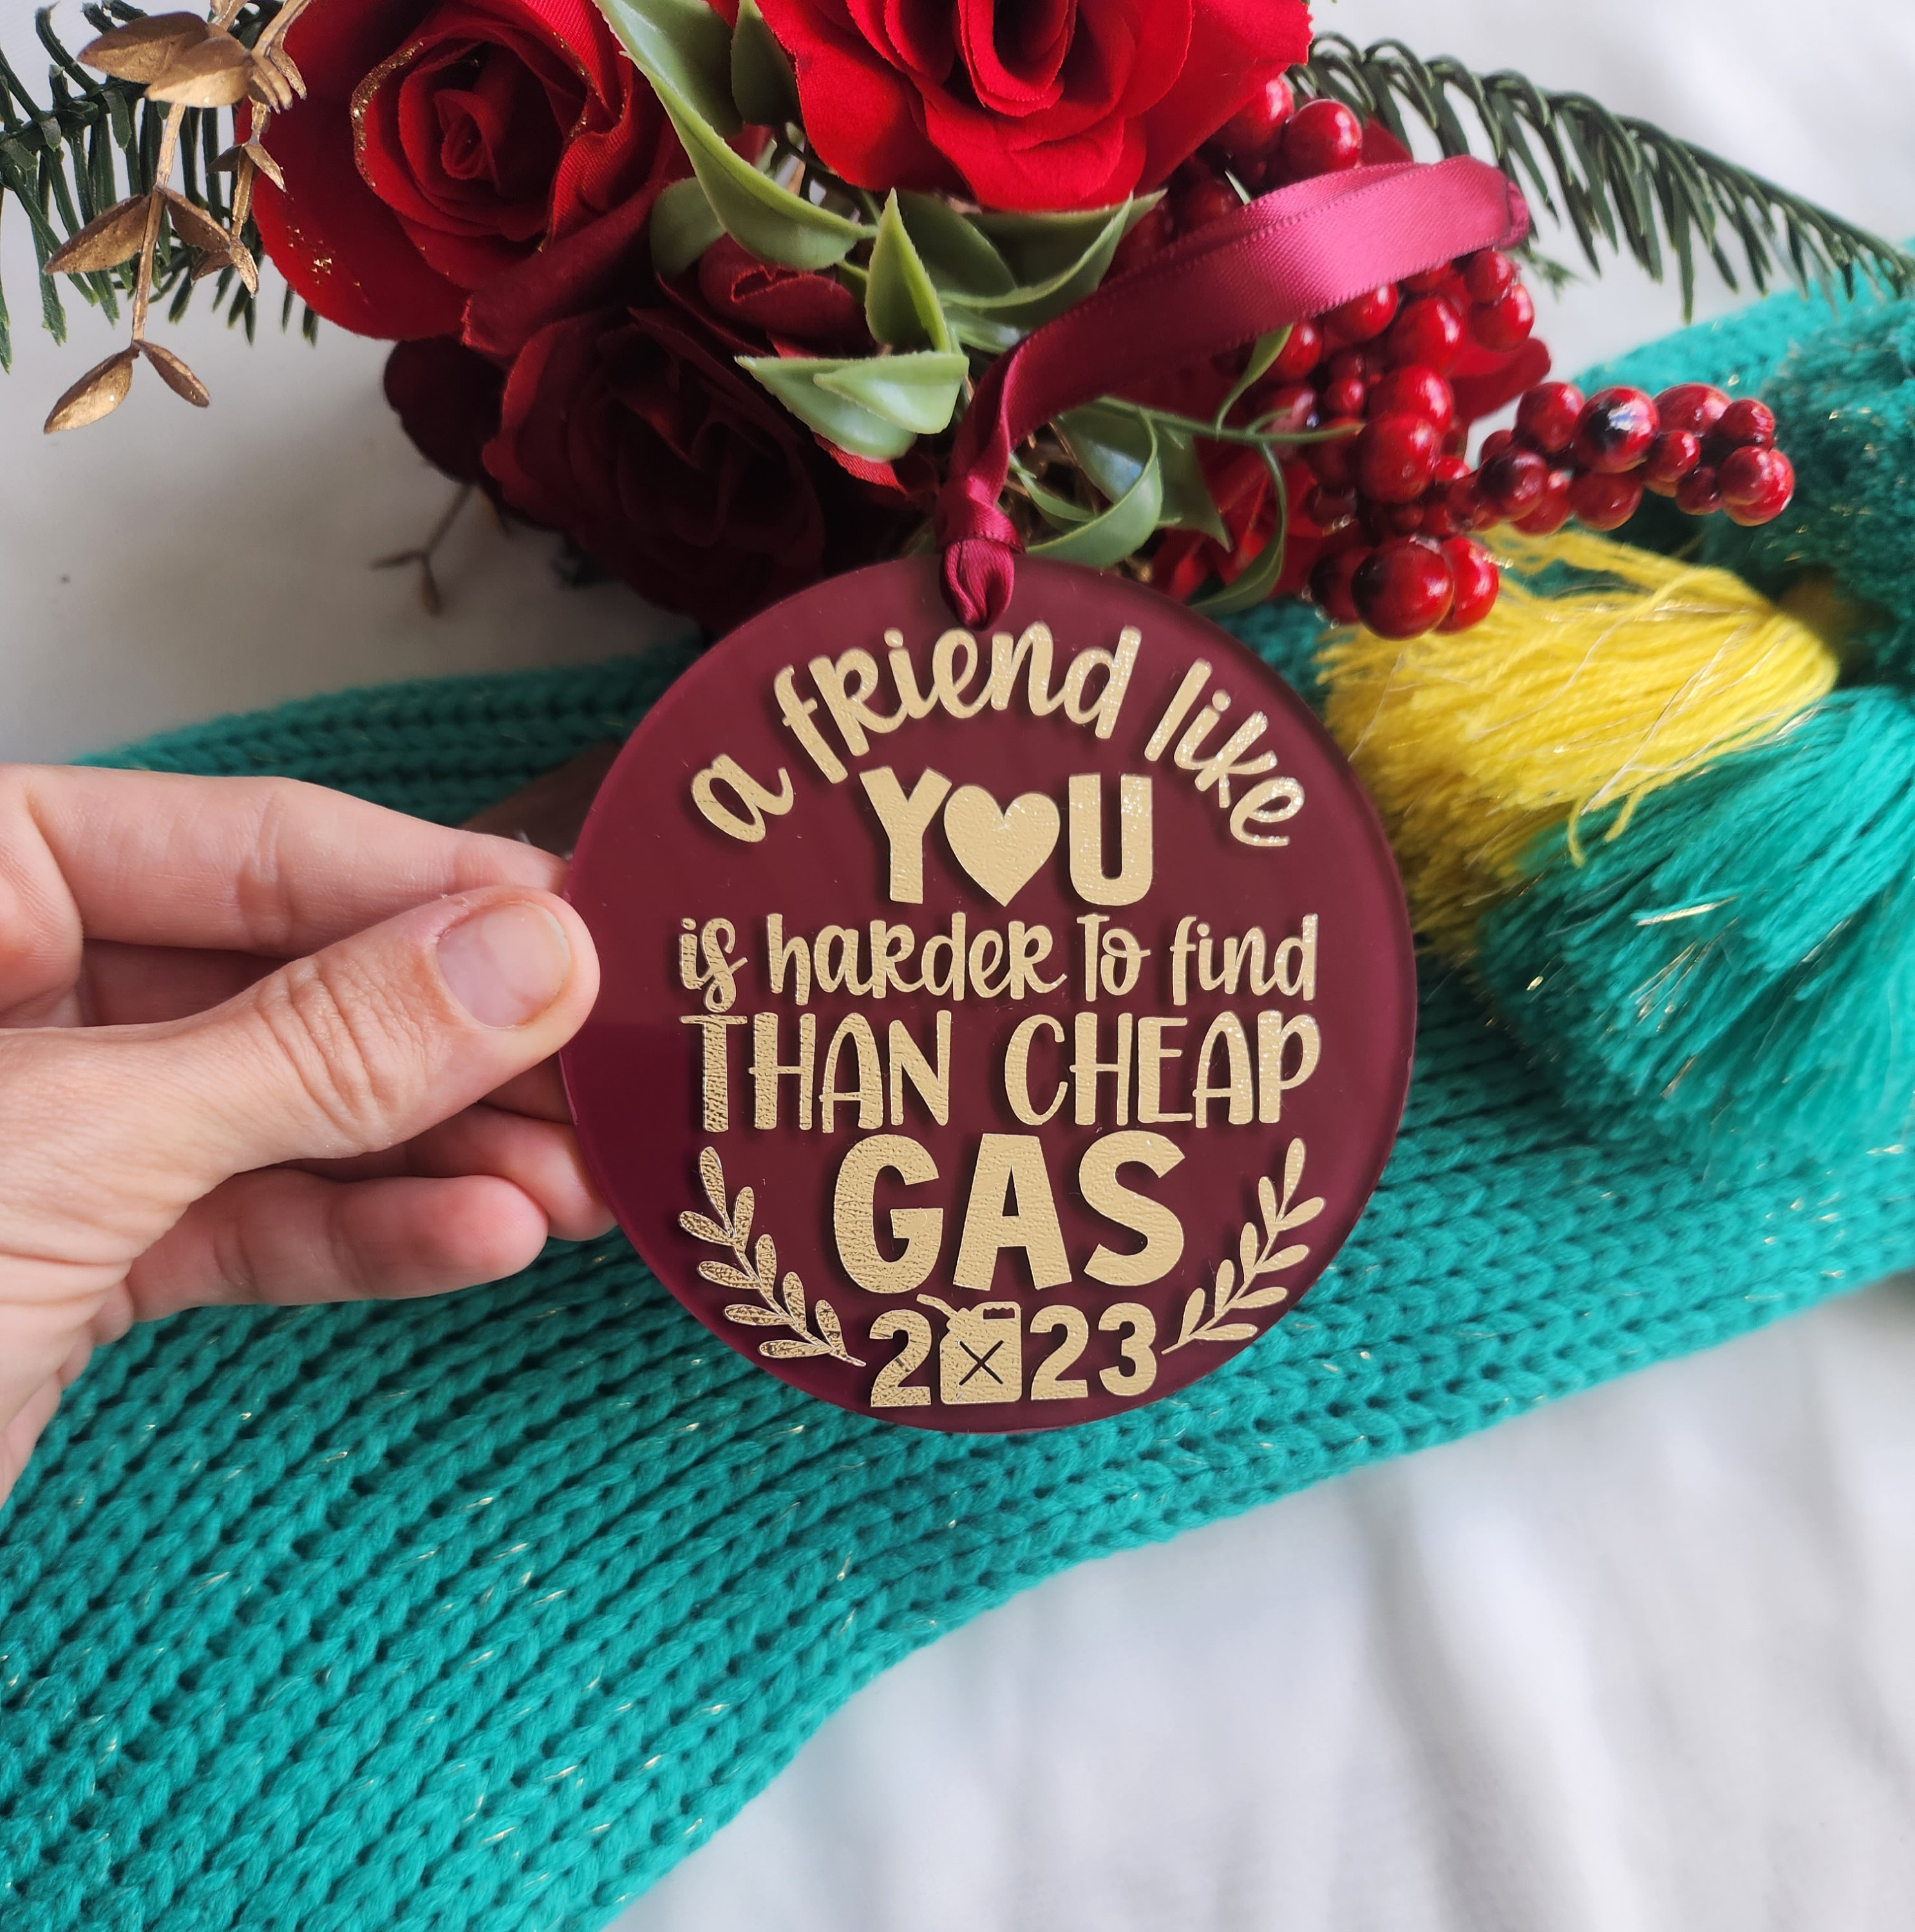 a friend like
YOU
is harder to find
THAN CHEAP
GAS
2023